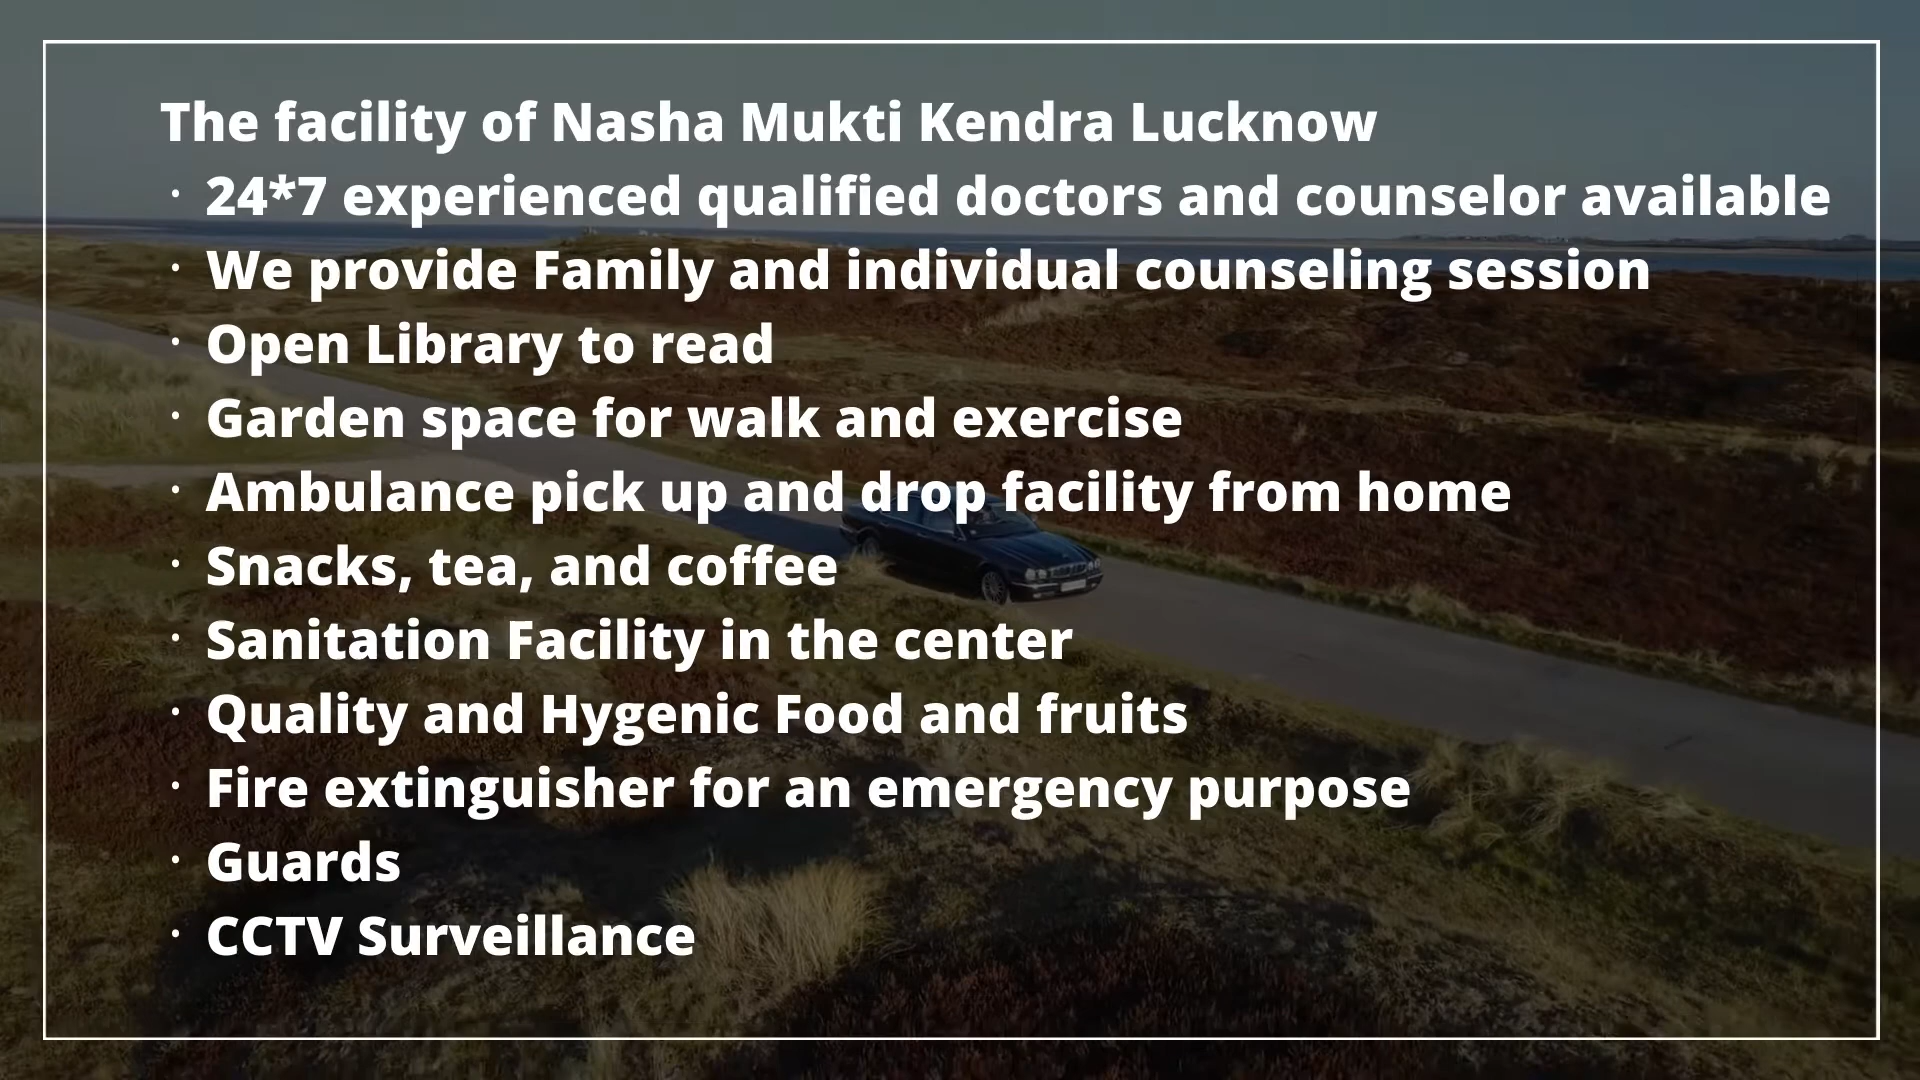 The facility of Nasha Mukti Kendra Lucknow
· 24*7 experienced qualified doctors and counselor available
· We provide Family and individual counseling session
· Open Library to read
· Garden space for walk and exercise
· Ambulance pick up and drop facility from home
· Snacks, tea, and coffee
· Sanitation Facility in the center
· Quality and Hygenic Food and fruits
· Fire extinguisher for an emergency purpose
· Guards
· CCTV Surveillance